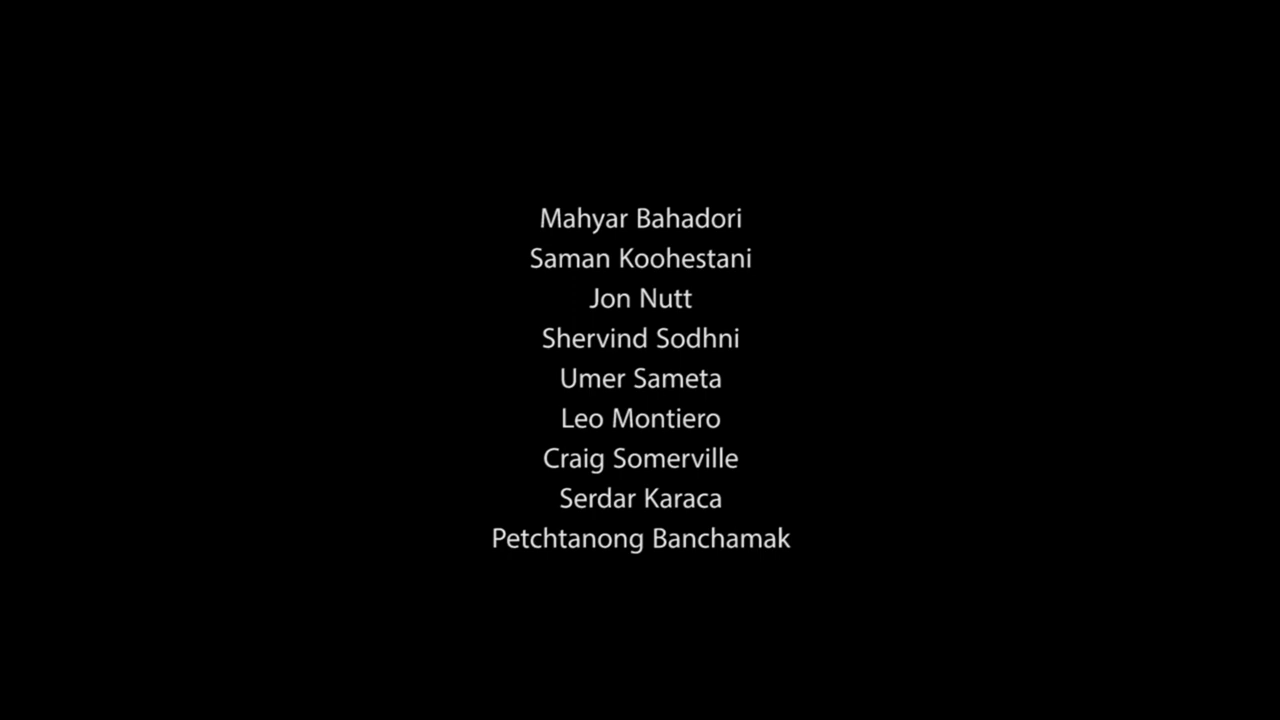 Mahyar Bahadori
Saman Koohestani
Jon Nutt
Shervind Sodhni
Umer Sameta
Leo Montiero
Craig Somerville
Serdar Karaca
Petchtanong Banchamak